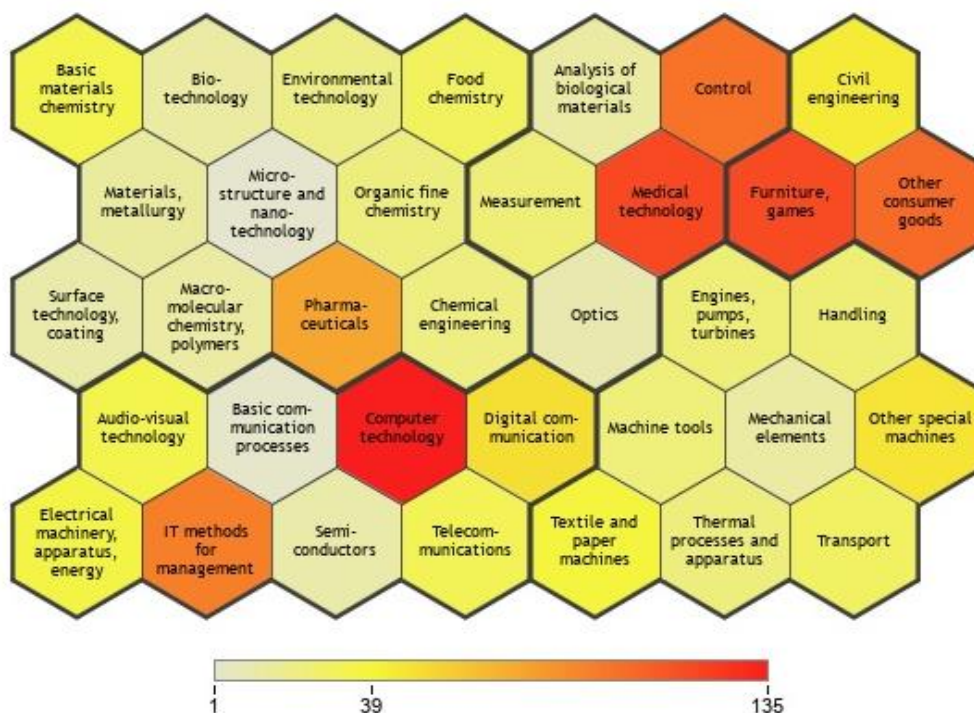 Basic
materials
chemistry
Bio-
technology
Environmental
technology
Food
chemistry
Analysis of
biological
materials
Control
Civil
engineering
Materials,
metallurgy
Micro-
structure and
nano-
technology
Organic fine
chemistry
Measurement
Medical
technology
Furniture,
games
Other
consumer
goods
Surface
technology,
coating
Macro-
molecular
chemistry,
polymers
Pharma-
ceuticals
Chemical
engineering
Optics
Engines,
pumps,
turbines
Handling
Audio-visual
technology
Basic com-
munication
processes
Computer
technology
Digital com-
munication
Machine tools
Mechanical
elements
Other special
machines
Electrical
machinery,
apparatus,
energy
IT methods
for
management
Semi-
conductors
Telecom-
munications
Textile and
paper
machines
Thermal
processes and
apparatus
Transport
1 39 135